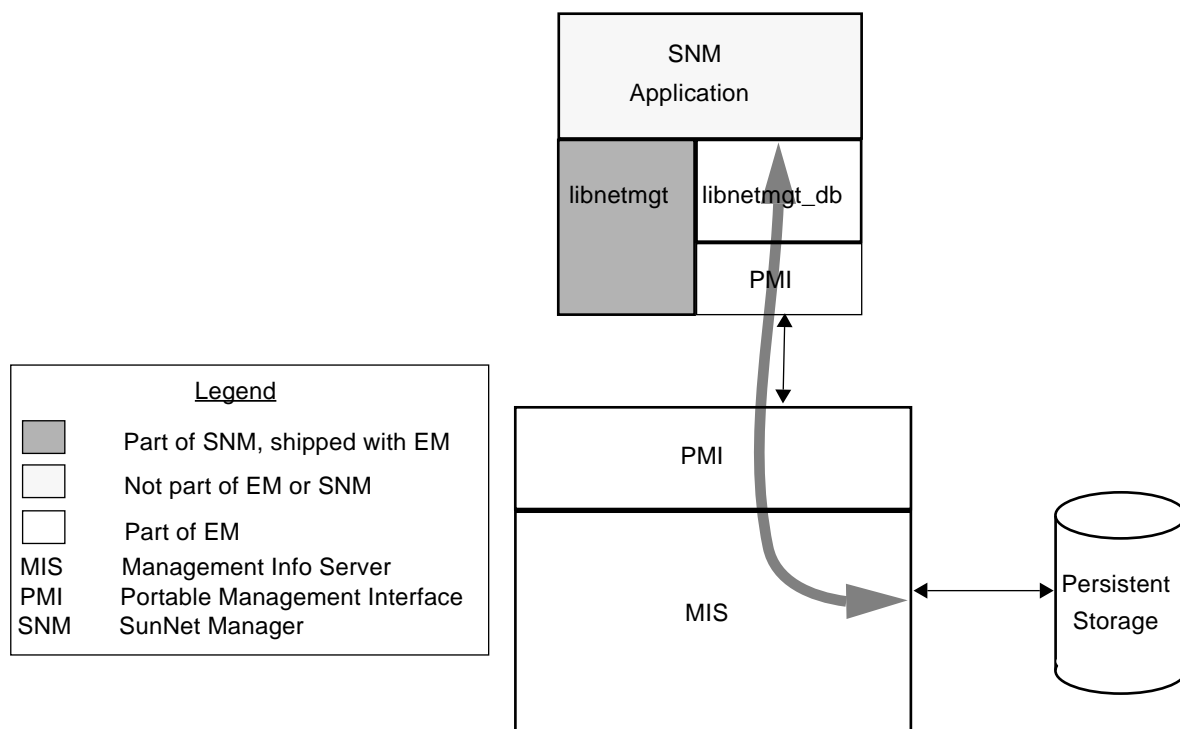 SNM
Application
libnetmgt
libnetmgt_db
PMI
Legend
Part of SNM, shipped with EM
Not part of EM or SNM
Part of EM
MIS Management Info Server
PMI Portable Management Interface
SNM SunNet Manager
PMI
MIS
Persistent
Storage